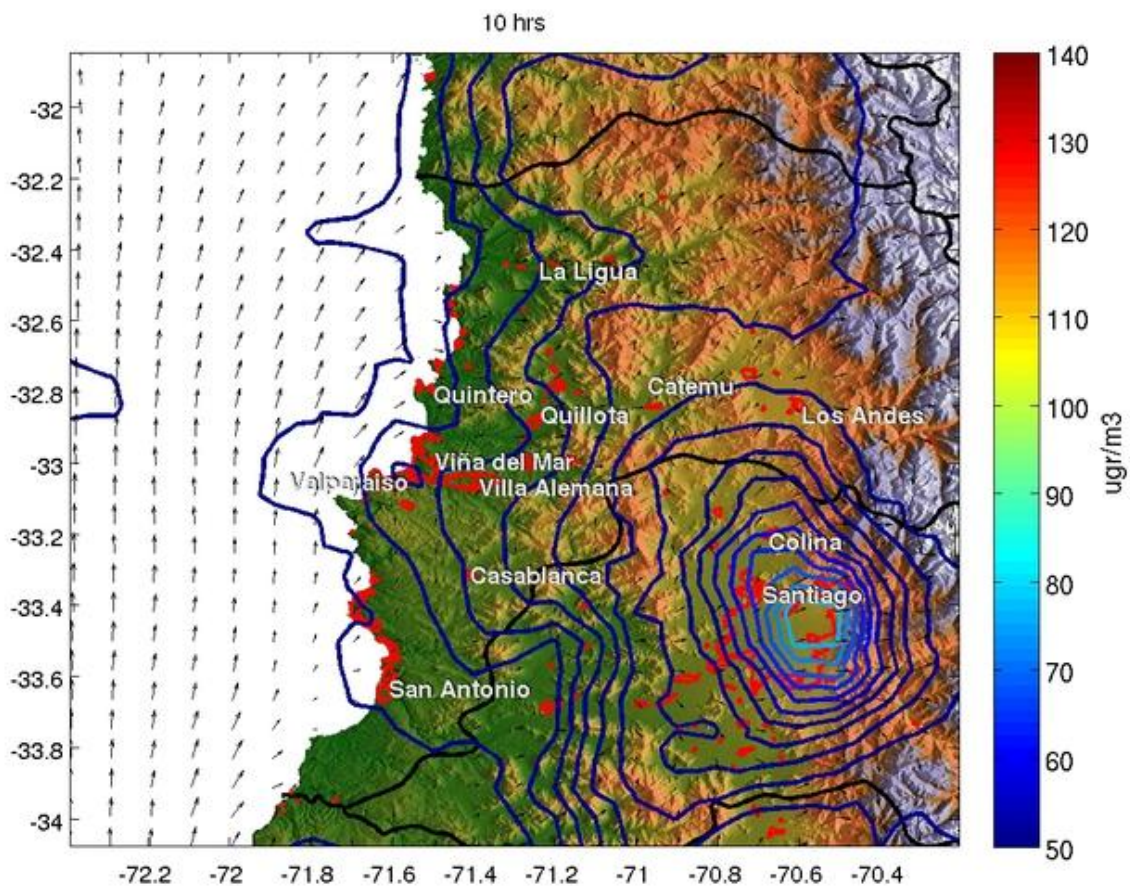 10 hrs
-32
-32.2
-32.4
-32.6
-32.8
-33
-33.2
-33.4
-33.6
-33.8
-34
La Ligua
Quintero
Catemu
Quillota
Los Andes
Viña del Mar
Valparaiso
Villa Alemana
Colina
Casablanca
Santiago
San Antonio
-72.2 -72 -71.8 -71.6 -71.4 -71.2 -71 -70.8 -70.6 -70.4
140
130
120
110
100
90
80
70
60
50
ugr/m3